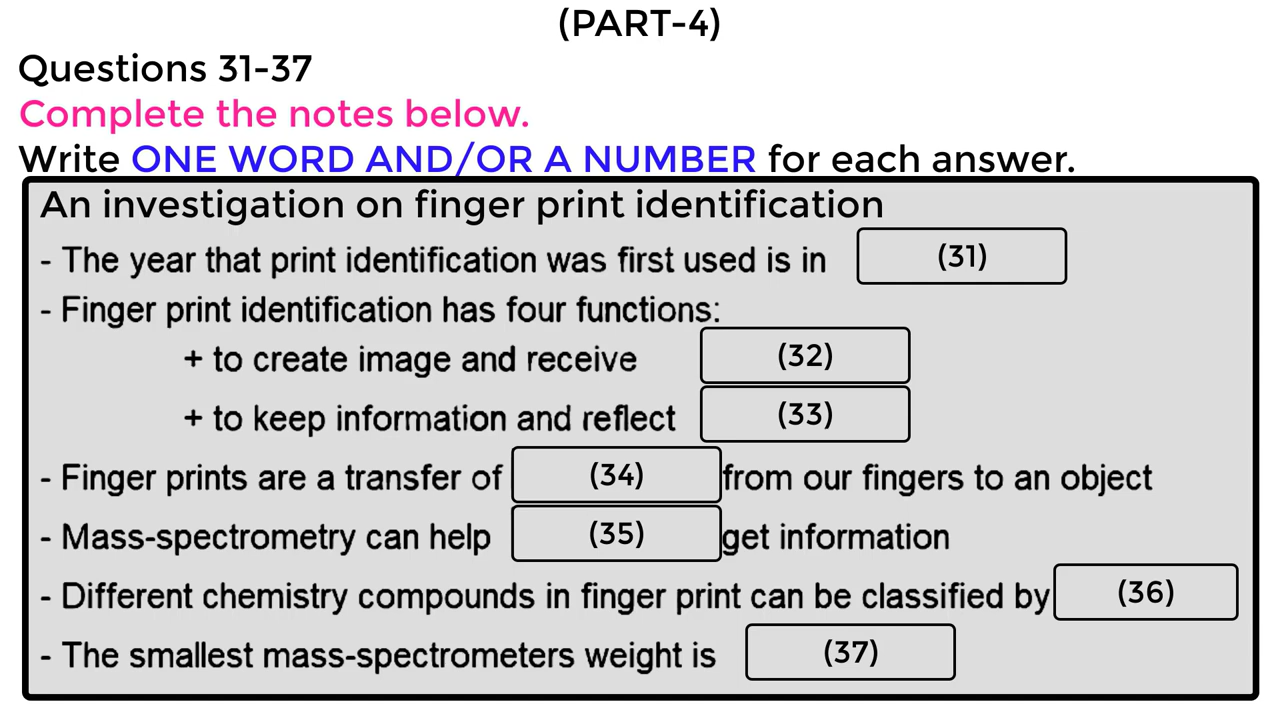 (PART-4)
Questions 31-37
Complete the notes below.
Write ONE WORD AND/OR A NUMBER for each answer.
An investigation on finger print identification
- The year that print identification was first used is in (31)
- Finger print identification has four functions:
+ to create image and receive (32)
+ to keep information and reflect (33)
- Finger prints are a transfer of (34) from our fingers to an object
- Mass-spectrometry can help (35) get information
- Different chemistry compounds in finger print can be classified by (36)
- The smallest mass-spectrometers weight is (37)